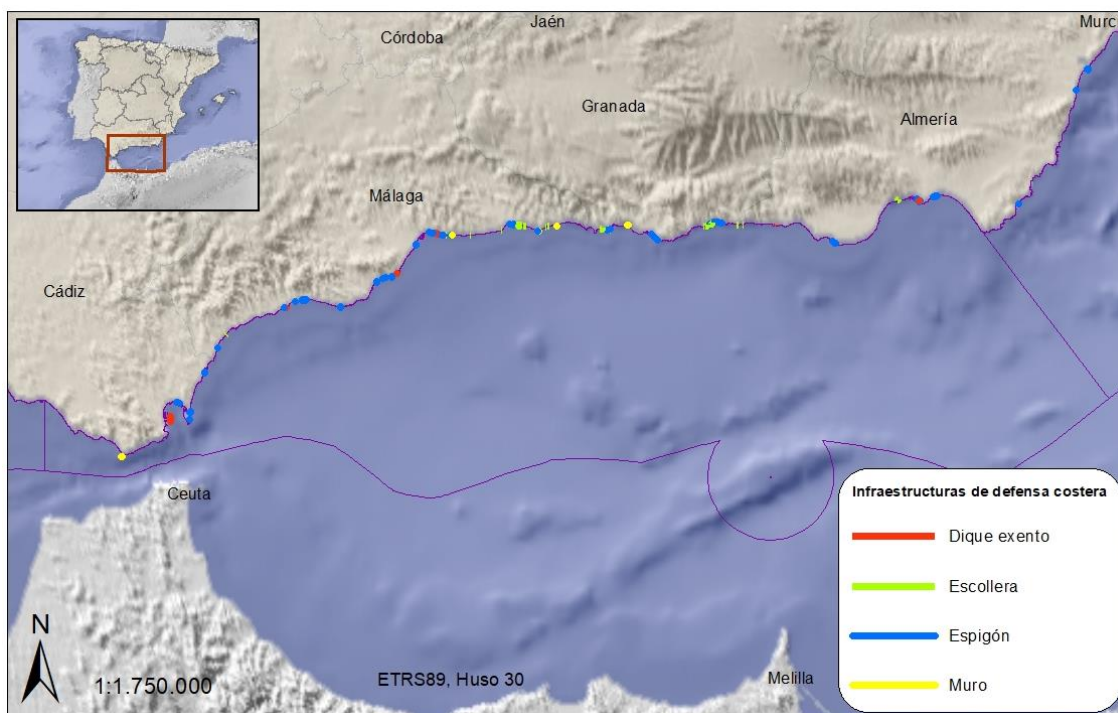 Jaén
Murc
Córdoba
Granada
Almería
Málaga
Cádiz
Ceuta
Infraestructuras de defensa costera
Dique exento
Escollera
Espigón
Muro
N
1:1.750.000
ETRS89, Huso 30
Melilla